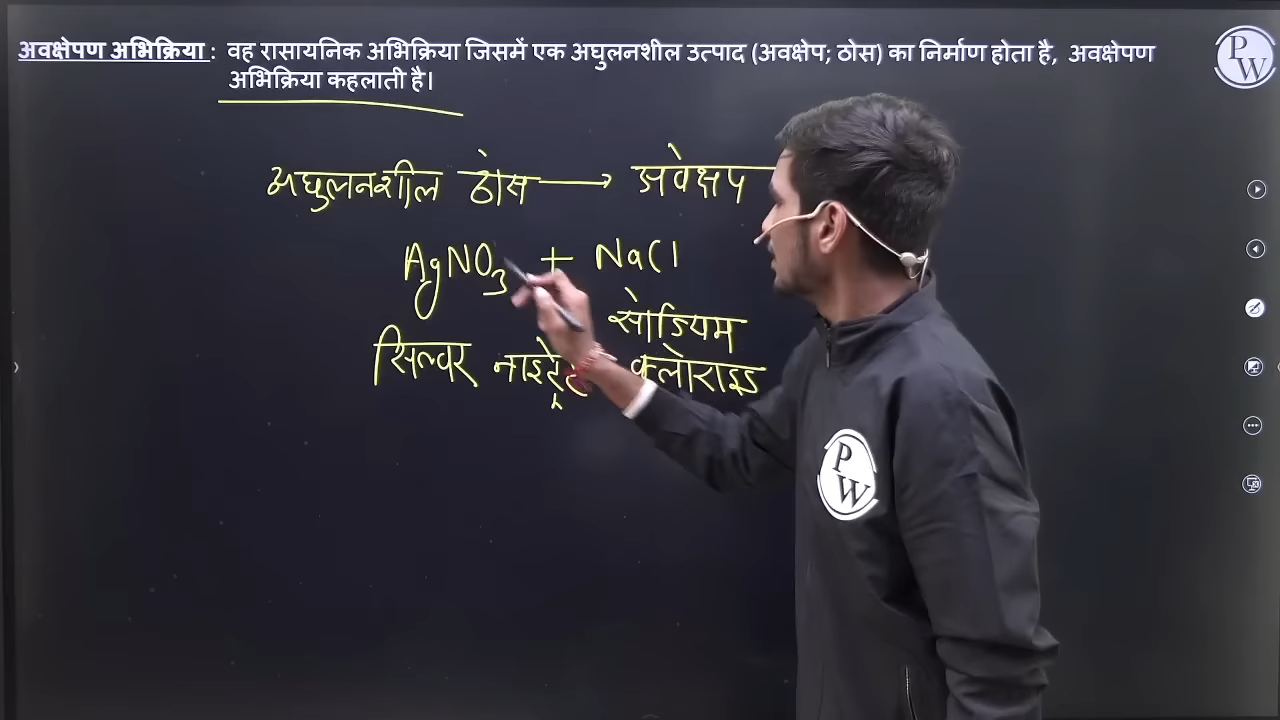 अवक्षेपण अभिक्रिया : वह रासायनिक अभिक्रिया जिसमें एक अघुलनशील उत्पाद (अवक्षेप; ठोस) का निर्माण होता है, अवक्षेपण
अभिक्रिया कहलाती है।
PW
अघुलनशील ठोस → अवक्षेप
AgNO3 + NaCl
सोडियम
सिल्वर नाइट्रेट क्लोराइड
PW